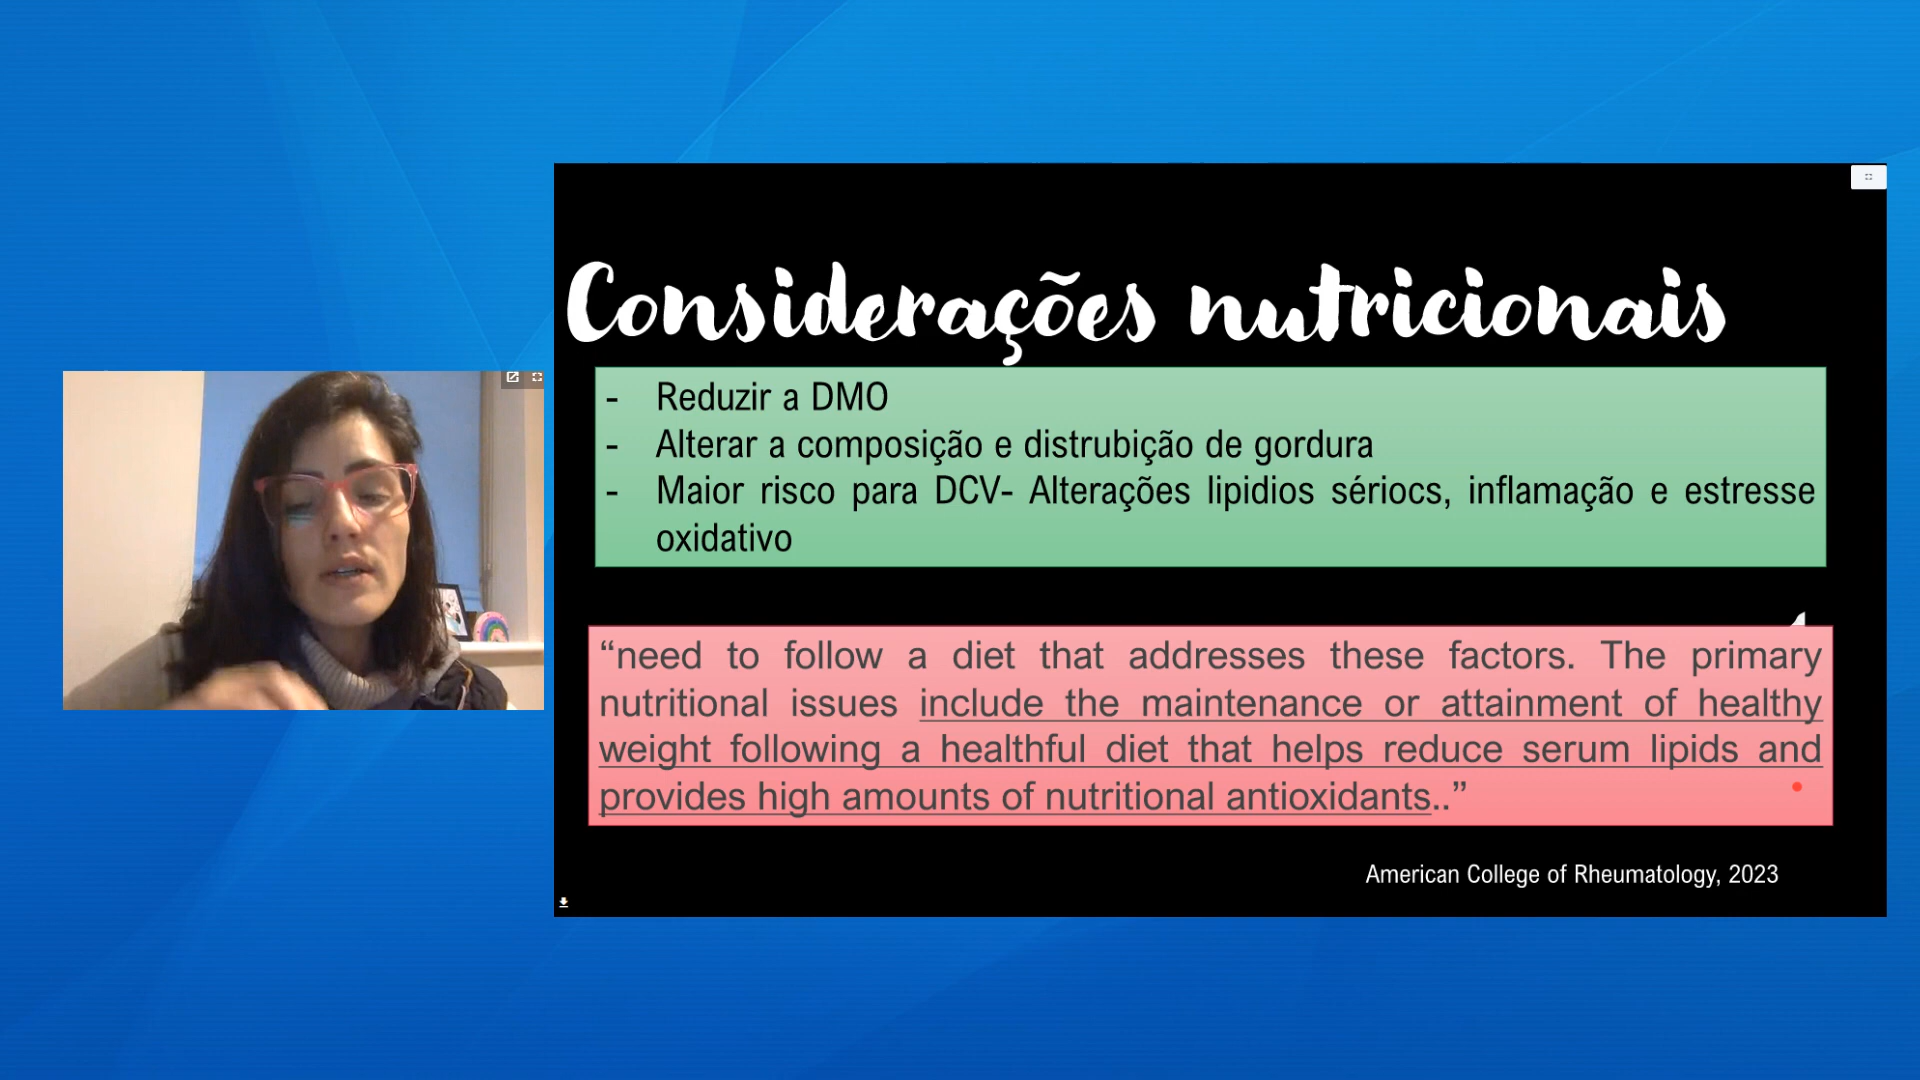 Considerações nutricionais
- Reduzir a DMO
- Alterar a composição e distrubição de gordura
- Maior risco para DCV- Alterações lipidios sériocs, inflamação e estresse
oxidativo
“need to follow a diet that addresses these factors. The primary
nutritional issues include the maintenance or attainment of healthy
weight following a healthful diet that helps reduce serum lipids and
provides high amounts of nutritional antioxidants..”
American College of Rheumatology, 2023